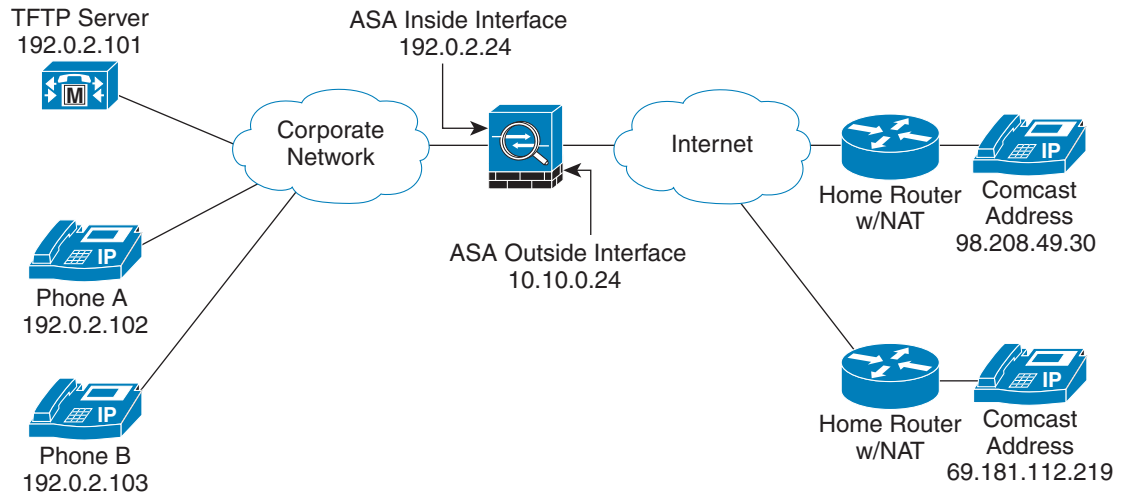 TFTP Server
192.0.2.101
M
ASA Inside Interface
192.0.2.24
Corporate
Network
Internet
IP
Home Router
w/NAT
Comcast
Address
98.208.49.30
ASA Outside Interface
10.10.0.24
IP
Phone A
192.0.2.102
IP
Home Router
w/NAT
Comcast
Address
69.181.112.219
IP
Phone B
192.0.2.103